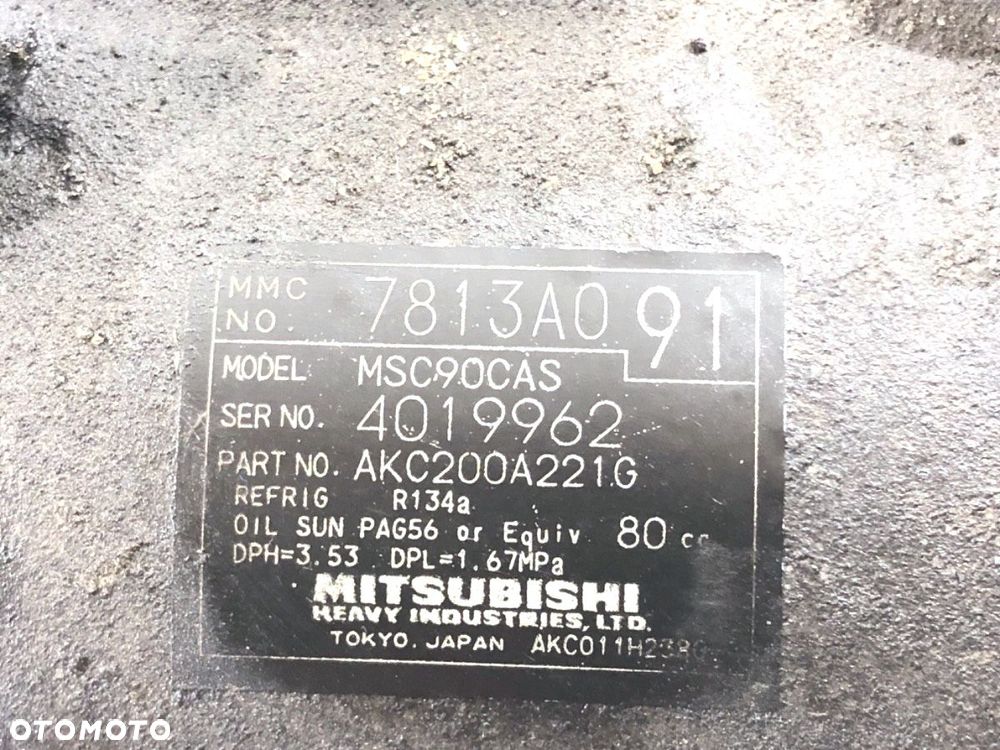 MMC NO. 7813A091
MODEL: MSC90CAS
SER NO. 4019962
PART NO. AKC200A221G
REFRIG R134a
OIL SUN PAG56 or Equiv 80 cc
DPH=3.53 DPL=1.67MPa
MITSUBISHI
HEAVY INDUSTRIES, LTD.
TOKYO, JAPAN
OTOMOTO